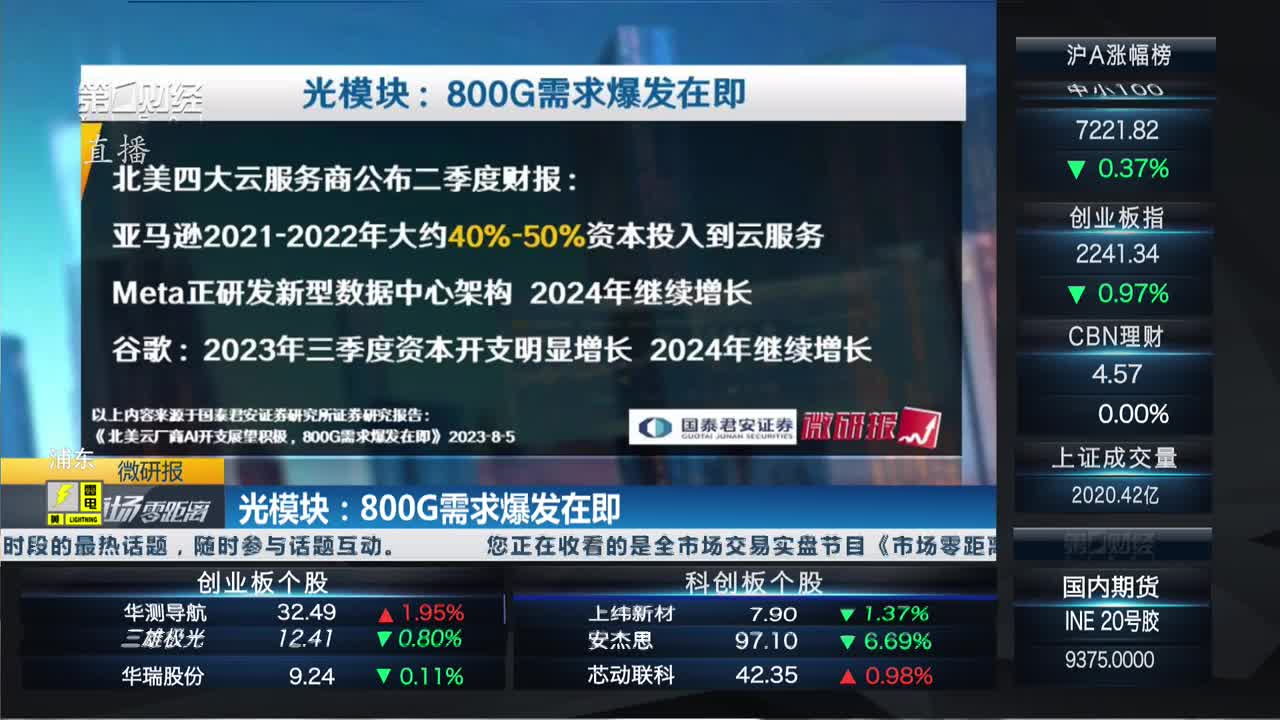 光模块：800G需求爆发在即
第一财经
直播
北美四大云服务商公布二季度财报：
亚马逊2021-2022年大约40%-50%资本投入到云服务
Meta正研发新型数据中心架构 2024年继续增长
谷歌：2023年三季度资本开支明显增长 2024年继续增长
以上内容来源于国泰君安证券研究所证券研究报告：
《北美云厂商AI开支展望积极，800G需求爆发在即》2023-8-5
国泰君安证券
GUOTAI JUNAN SECURITIES
微研报
浦东
微研报
雷电
黄 LIGHTNING
市场零距离
光模块：800G需求爆发在即
时段的最热话题，随时参与话题互动。 您正在收看的是全市场交易实盘节目《市场零距离
创业板个股
华测导航 32.49 ▲ 1.95%
三雄极光 12.41 ▼ 0.80%
华瑞股份 9.24 ▼ 0.11%
科创板个股
上纬新材 7.90 ▼ 1.37%
安杰思 97.10 ▼ 6.69%
芯动联科 42.35 ▲ 0.98%
沪A涨幅榜
中小100
7221.82
▼ 0.37%
创业板指
2241.34
▼ 0.97%
CBN理财
4.57
0.00%
上证成交量
2020.42亿
第一财经
国内期货
INE 20号胶
9375.0000